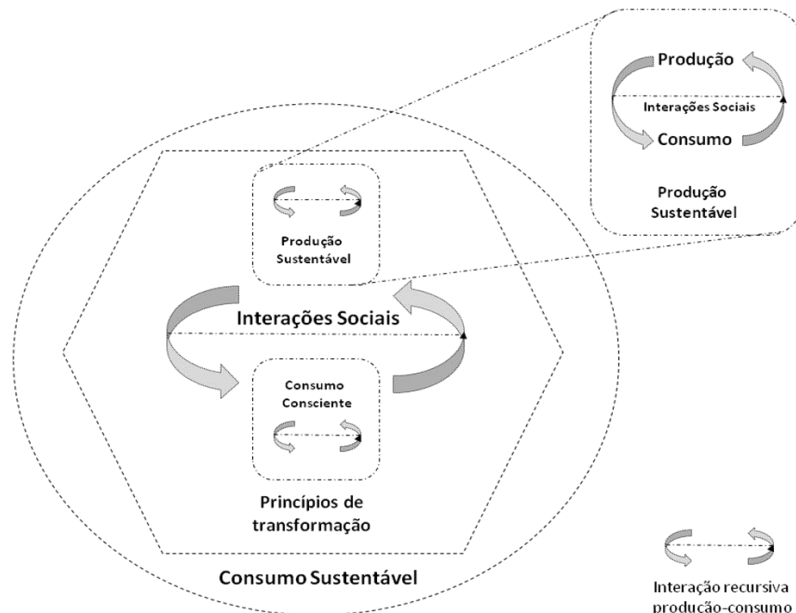 Produção
Interações Sociais
Consumo
Produção
Sustentável
Produção
Sustentável
Interações Sociais
Consumo
Consciente
Princípios de
transformação
Consumo Sustentável
Interação recursiva
produção-consumo